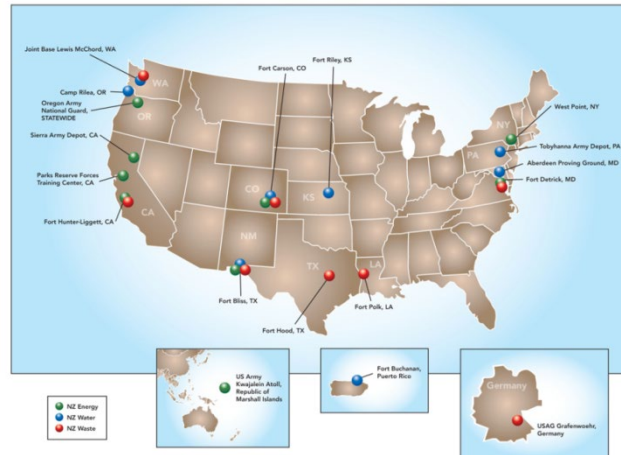 Joint Base Lewis McChord, WA
Camp Rilea, OR
Oregon Army
National Guard,
STATEWIDE
Sierra Army Depot, CA
Parks Reserve Forces
Training Center, CA
Fort Hunter-Liggett, CA
Fort Carson, CO
Fort Riley, KS
West Point, NY
Tobyhanna Army Depot, PA
Aberdeen Proving Ground, MD
Fort Detrick, MD
WA
OR
CA
CO
KS
NM
TX
LA
NY
PA
Fort Bliss, TX
Fort Hood, TX
Fort Polk, LA
NZ Energy
NZ Water
NZ Waste
US Army
Kwajalein Atoll,
Republic of
Marshall Islands
Fort Buchanan,
Puerto Rico
Germany
USAG Grafenwoehr,
Germany